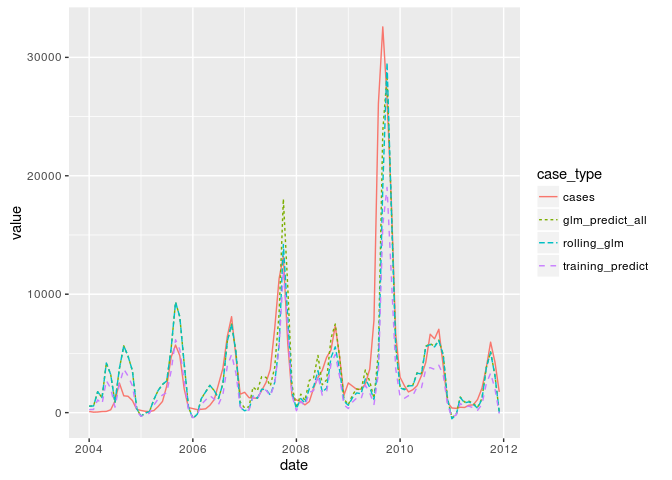 30000
20000
10000
0
value
2004
2006
2008
2010
2012
date
case_type
cases
glm_predict_all
rolling_glm
training_predict